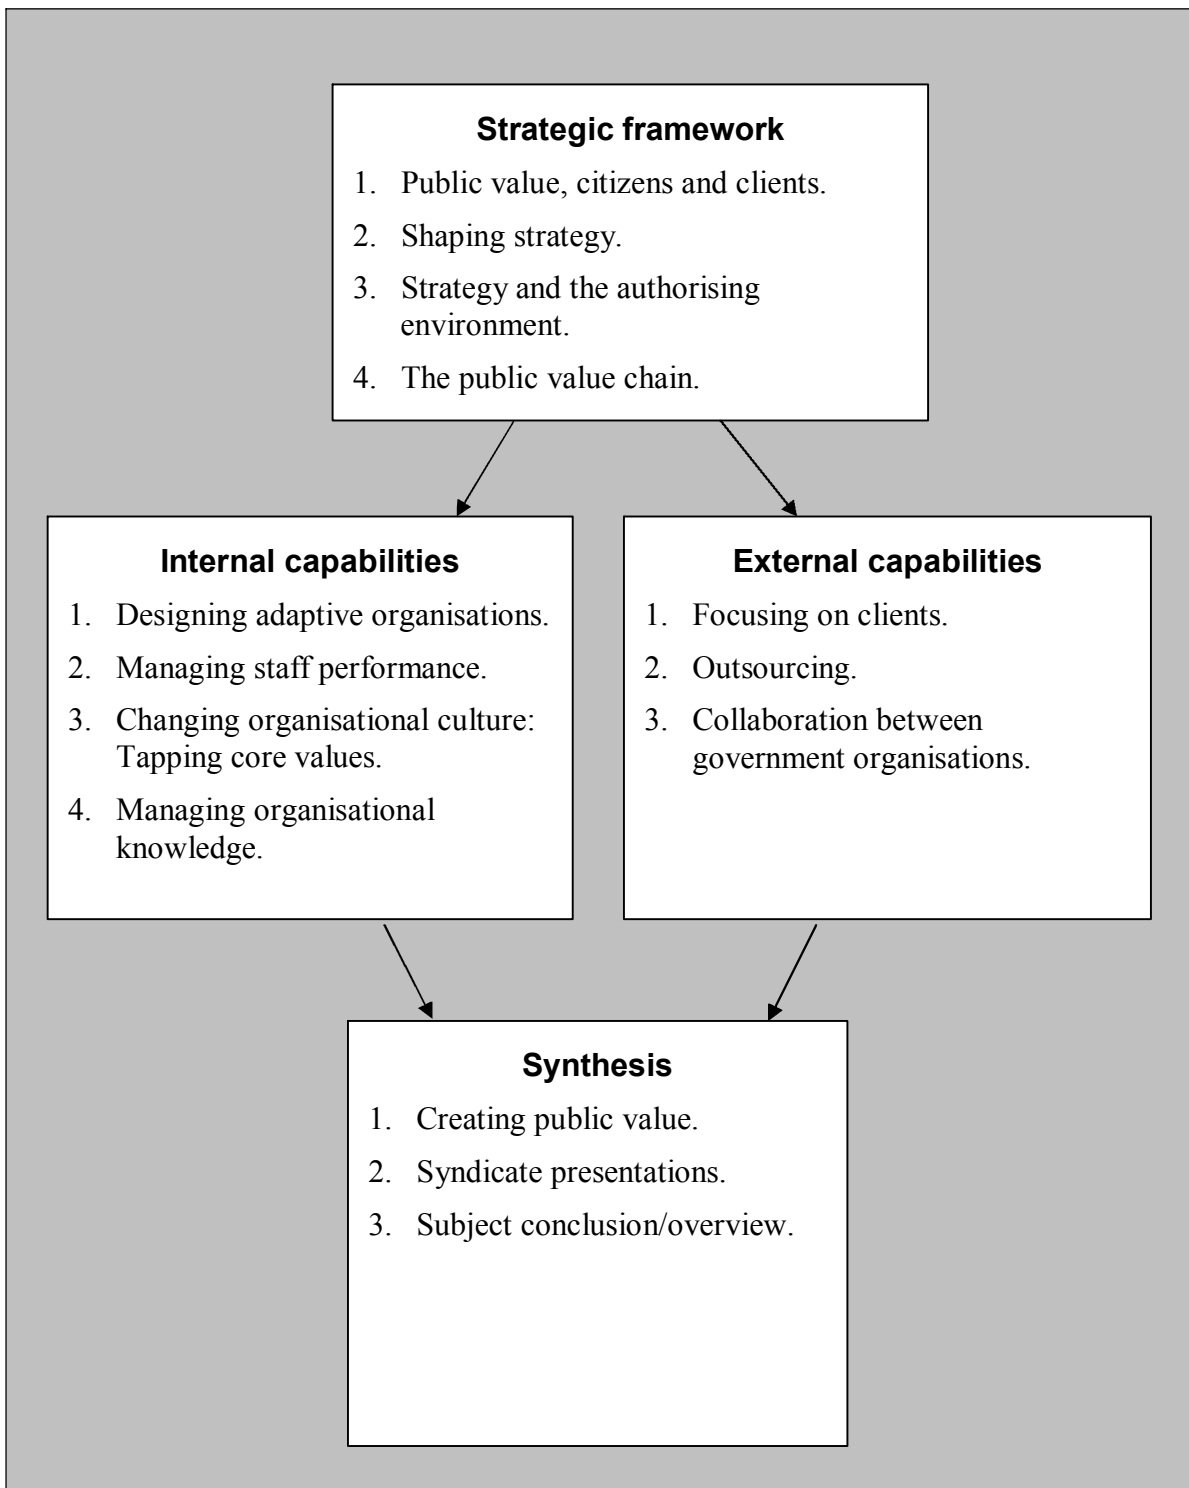 Strategic framework
1. Public value, citizens and clients.
2. Shaping strategy.
3. Strategy and the authorising
environment.
4. The public value chain.
Internal capabilities
1. Designing adaptive organisations.
2. Managing staff performance.
3. Changing organisational culture:
Tapping core values.
4. Managing organisational
knowledge.
External capabilities
1. Focusing on clients.
2. Outsourcing.
3. Collaboration between
government organisations.
Synthesis
1. Creating public value.
2. Syndicate presentations.
3. Subject conclusion/overview.